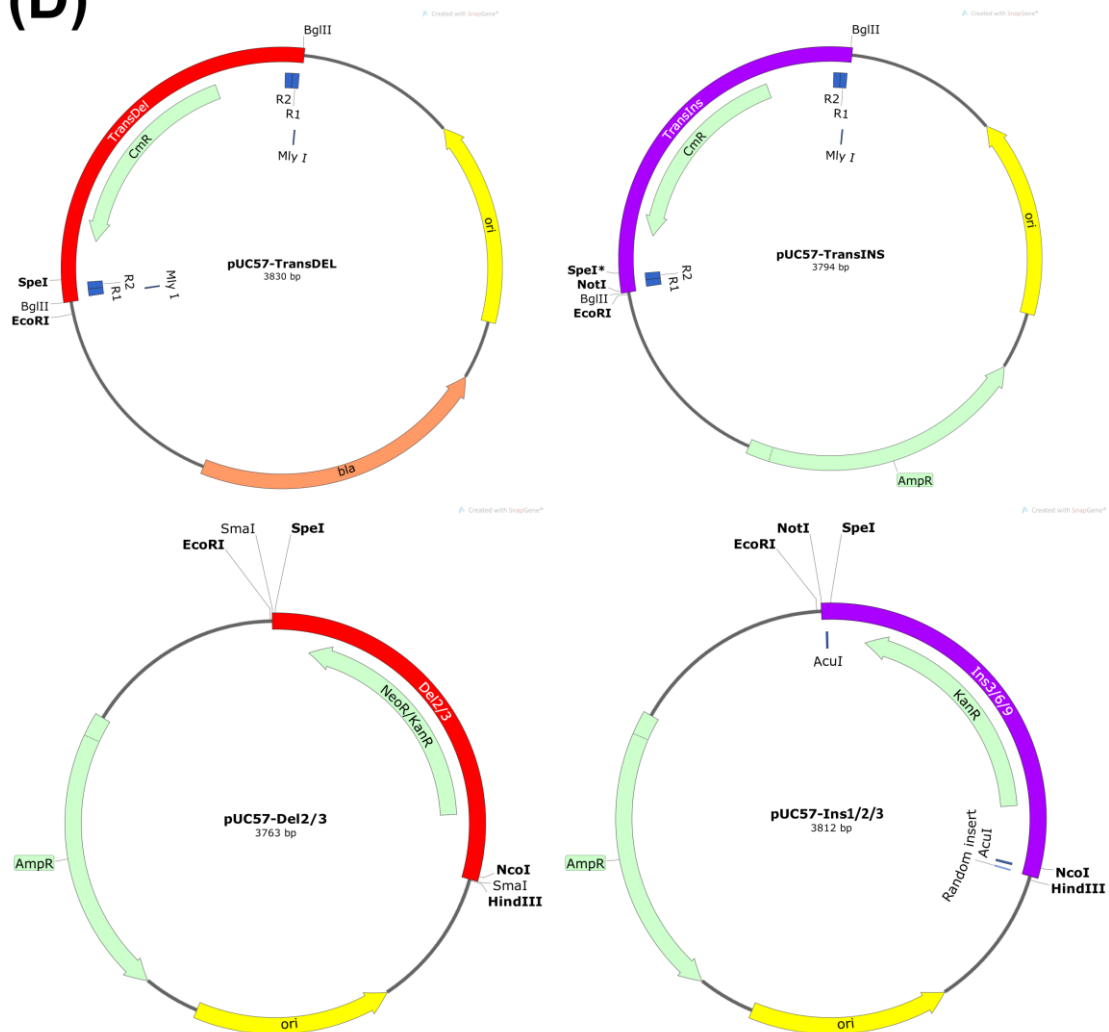 (D)
Created with SnapGene®
BglII
TransDel
CmR
R2
R1
Mly I
ori
pUC57-TransDEL
3830 bp
SpeI
BglII
EcoRI
R2
R1
Mly I
bla
Created with SnapGene®
BglII
TransIns
CmR
R2
R1
Mly I
ori
pUC57-TransINS
3794 bp
SpeI*
NotI
BglII
EcoRI
R2
R1
AmpR
Created with SnapGene®
SmaI
SpeI
EcoRI
Del2/3
NeoR/KanR
pUC57-Del2/3
3763 bp
AmpR
NcoI
SmaI
HindIII
ori
Created with SnapGene®
NotI
SpeI
EcoRI
AcuI
Ins3/6/9
KanR
pUC57-Ins1/2/3
3812 bp
AmpR
Random insert
AcuI
NcoI
HindIII
ori